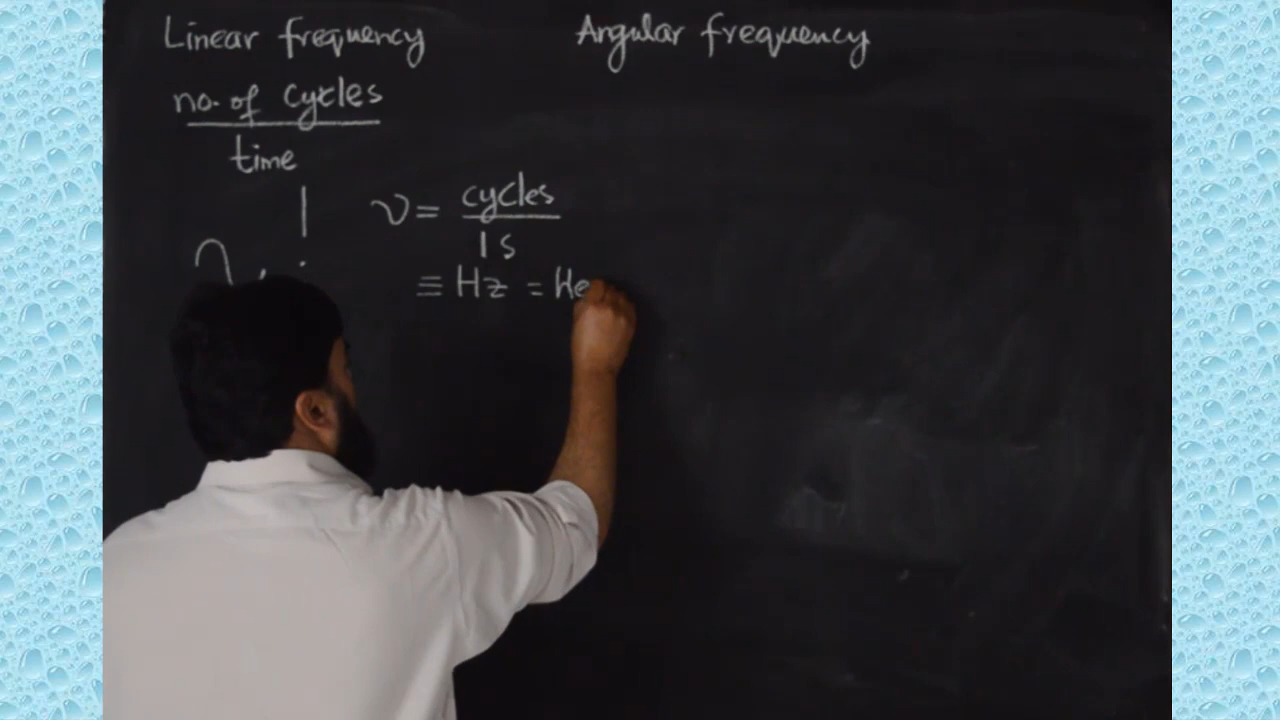 Linear frequency
Angular frequency
no. of cycles
time
ν = cycles
1 s
≡ Hz = He